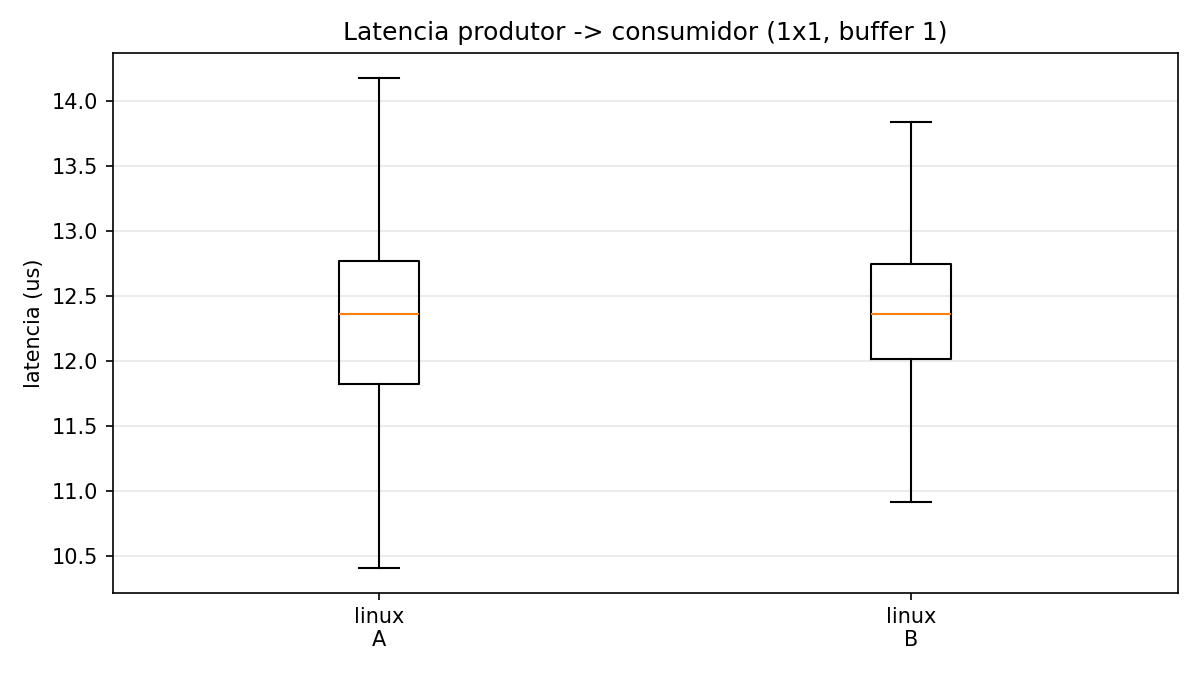 Latencia produtor -> consumidor (1x1, buffer 1)
14.0
13.5
13.0
12.5
12.0
11.5
11.0
10.5
latencia (us)
linux
A
linux
B